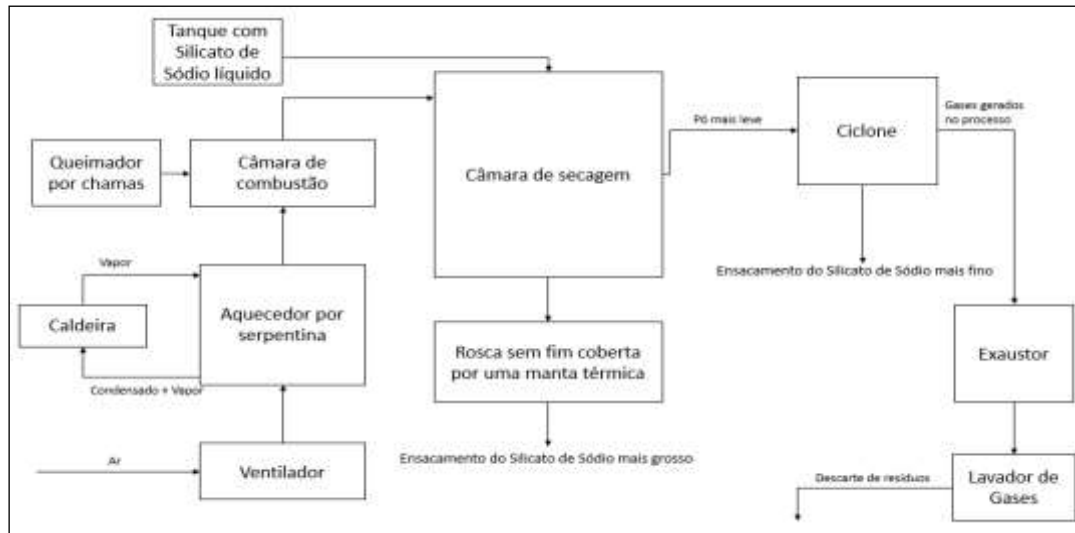 Tanque com
Silicato de
Sódio líquido
Queimador
por chamas
Câmara de
combustão
Câmara de secagem
Pó mais leve
Ciclone
Gases gerados
no processo
Ensacamento do Silicato de Sódio mais fino
Vapor
Caldeira
Aquecedor por
serpentina
Condensado + Vapor
Rosca sem fim coberta
por uma manta térmica
Ensacamento do Silicato de Sódio mais grosso
Exaustor
Ar
Ventilador
Descarte de resíduos
Lavador de
Gases